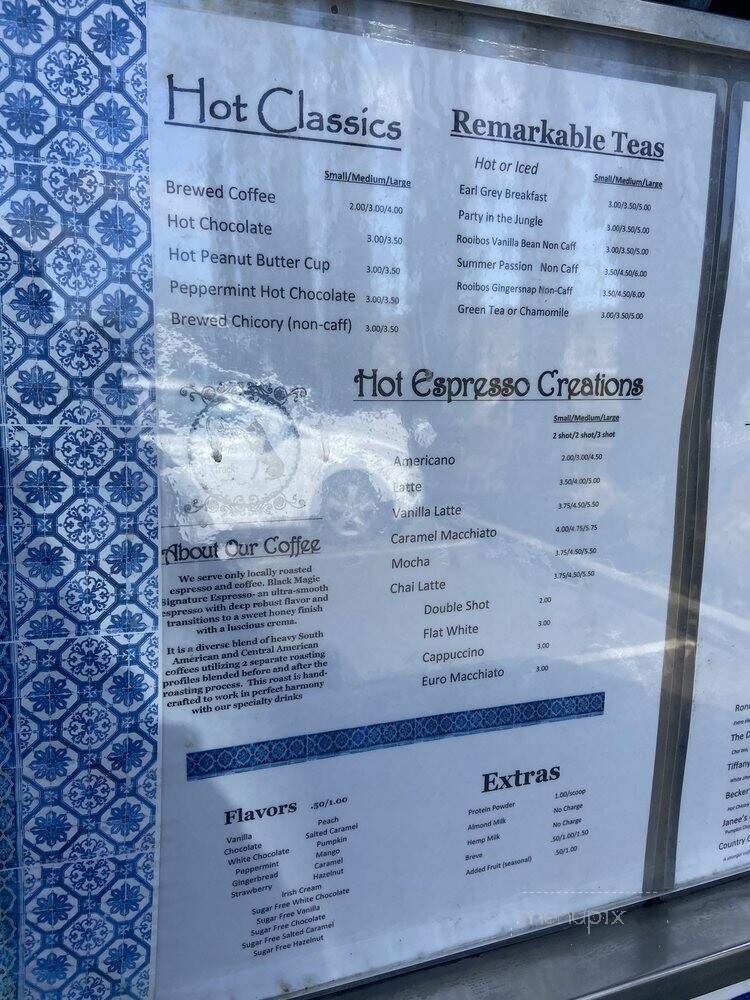 Hot Classics
Small/Medium/Large
Brewed Coffee 2.00/3.00/4.00
Hot Chocolate 3.00/3.50
Hot Peanut Butter Cup 3.00/3.50
Peppermint Hot Chocolate 3.00/3.50
Brewed Chicory (non-caff) 3.00/3.50
Remarkable Teas
Hot or Iced
Small/Medium/Large
Earl Grey Breakfast 3.00/3.50/5.00
Party in the Jungle 3.00/3.50/5.00
Rooibos Vanilla Bean Non Caff 3.00/3.50/5.00
Summer Passion Non Caff 3.50/4.50/6.00
Rooibos Gingersnap Non-Caff 3.50/4.50/6.00
Green Tea or Chamomile 3.00/3.50/5.00
Hot Espresso Creations
Small/Medium/Large
2 shot/2 shot/3 shot
Americano 2.00/3.00/4.50
Latte 3.50/4.00/5.00
Vanilla Latte 3.75/4.50/5.50
Caramel Macchiato 4.00/4.75/5.75
Mocha 3.75/4.50/5.50
Chai Latte 3.75/4.50/5.50
Double Shot 2.00
Flat White 3.00
Cappuccino 3.00
Euro Macchiato 3.00
About Our Coffee
We serve only locally roasted
espresso and coffee. Black Magic
Signature Espresso- an ultra-smooth
espresso with deep robust flavor and
transitions to a sweet honey finish
with a luscious crema.
It is a diverse blend of heavy South
American and Central American
coffees utilizing 2 separate roasting
profiles blended before and after the
roasting process. This roast is hand-
crafted to work in perfect harmony
with our specialty drinks
Flavors .50/1.00
Vanilla
Chocolate
White Chocolate
Peppermint
Gingerbread
Strawberry
Peach
Salted Caramel
Pumpkin
Mango
Caramel
Hazelnut
Irish Cream
Sugar Free White Chocolate
Sugar Free Vanilla
Sugar Free Chocolate
Sugar Free Salted Caramel
Sugar Free Hazelnut
Extras
Protein Powder 1.00/scoop
Almond Milk No Charge
Hemp Milk No Charge
Breve .50/1.00/1.50
Added Fruit (seasonal) .50/1.00
The D
Tiffany
Becker
Janee's
Country C
menupix